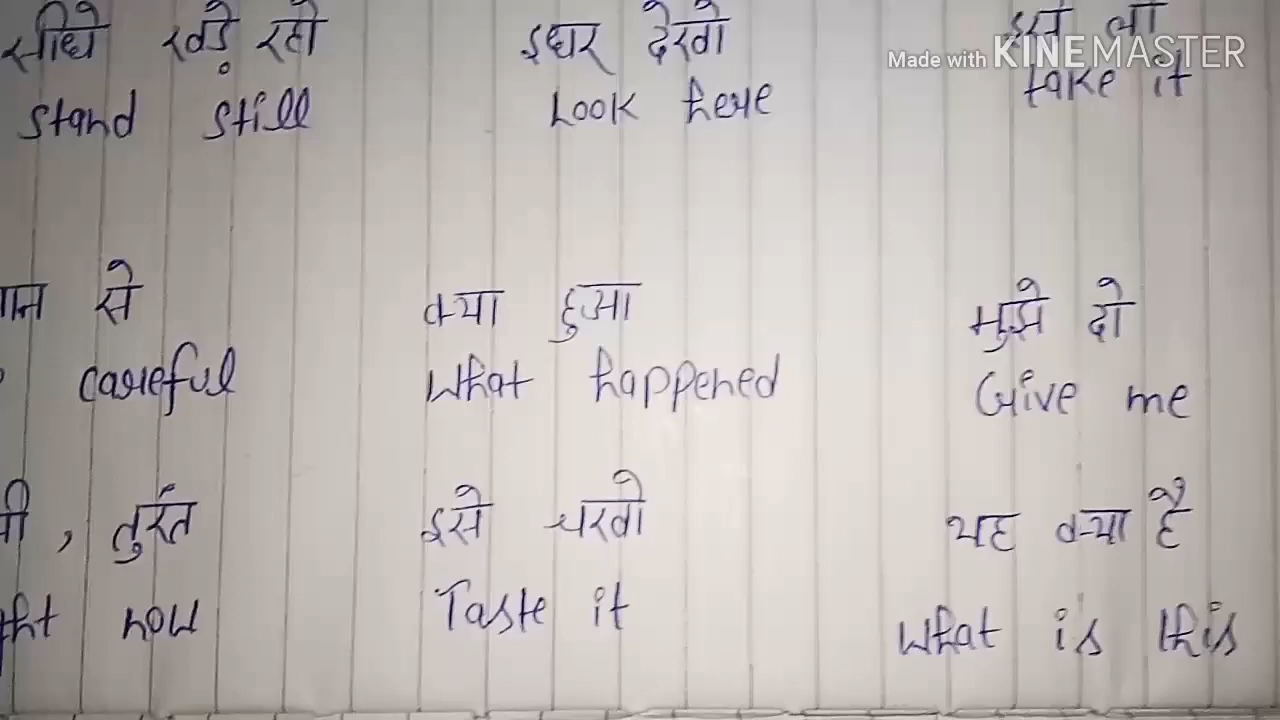 सीधे खड़े रहो इधर देखो इसे लो
Made with KINEMASTER
Stand still Look here take it
से क्या हुआ मुझे दो
careful What happened Give me
, तुरंत इसे चखो यह क्या है
now Taste it What is this